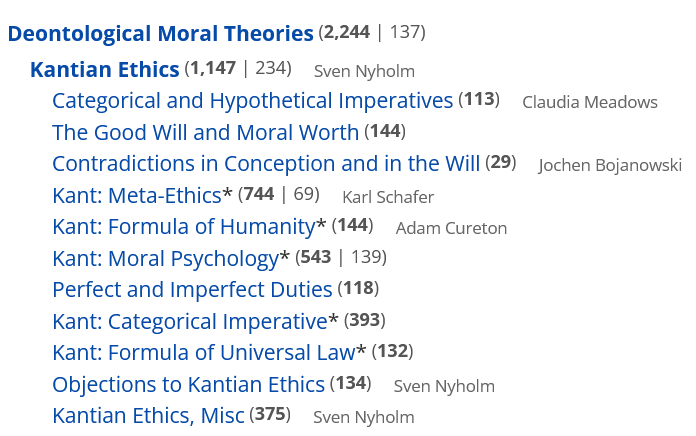 Deontological Moral Theories (2,244 | 137)
Kantian Ethics (1,147 | 234) Sven Nyholm
Categorical and Hypothetical Imperatives (113) Claudia Meadows
The Good Will and Moral Worth (144)
Contradictions in Conception and in the Will (29) Jochen Bojanowski
Kant: Meta-Ethics* (744 | 69) Karl Schafer
Kant: Formula of Humanity* (144) Adam Cureton
Kant: Moral Psychology* (543 | 139)
Perfect and Imperfect Duties (118)
Kant: Categorical Imperative* (393)
Kant: Formula of Universal Law* (132)
Objections to Kantian Ethics (134) Sven Nyholm
Kantian Ethics, Misc (375) Sven Nyholm